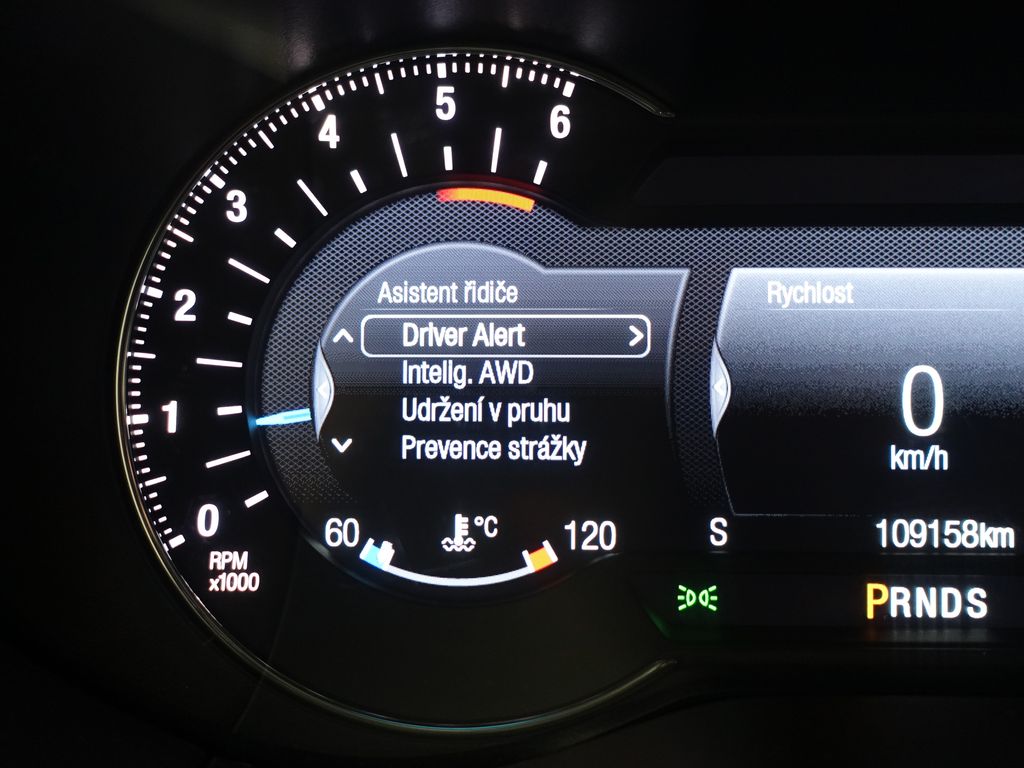 6
5
4
3
2
1
0
RPM
x1000
Asistent řidiče
Driver Alert
Intellg. AWD
Udržení v pruhu
Prevence strážky
60
°C
120
Rychlost
0
km/h
S
109158km
PRNDS